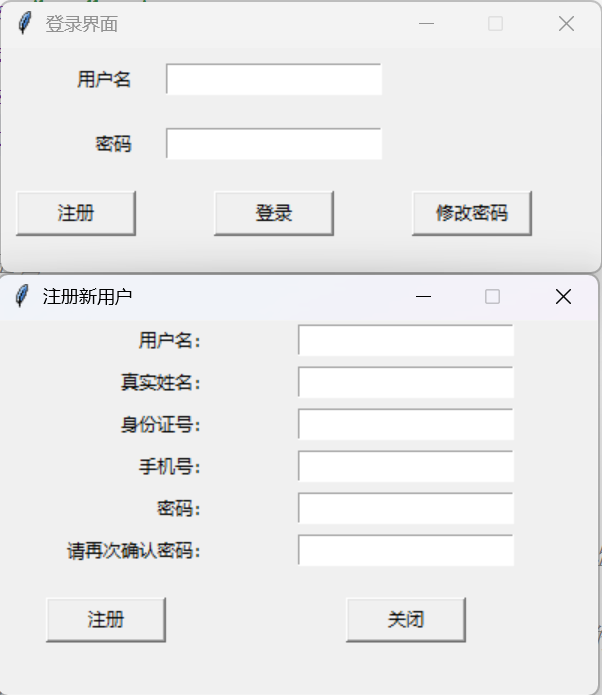 登录界面
用户名
密码
注册 登录 修改密码
注册新用户
用户名:
真实姓名:
身份证号:
手机号:
密码:
请再次确认密码:
注册 关闭